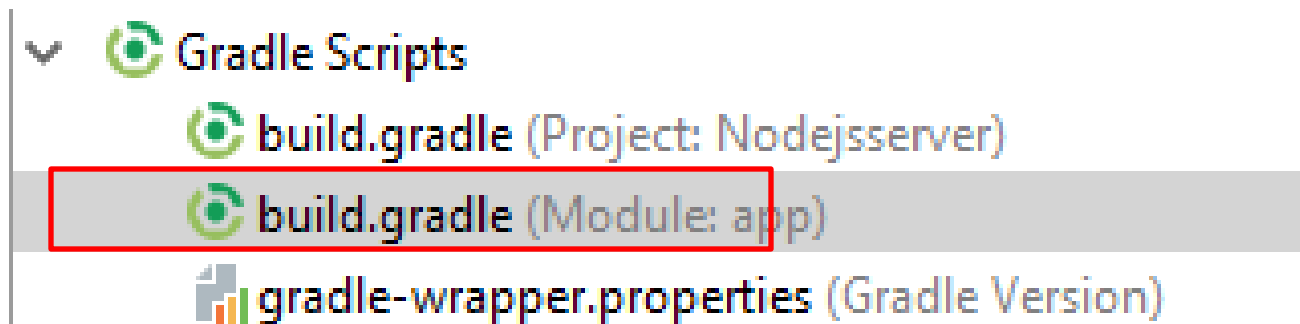 Gradle Scripts
build.gradle (Project: Nodejsserver)
build.gradle (Module: app)
gradle-wrapper.properties (Gradle Version)